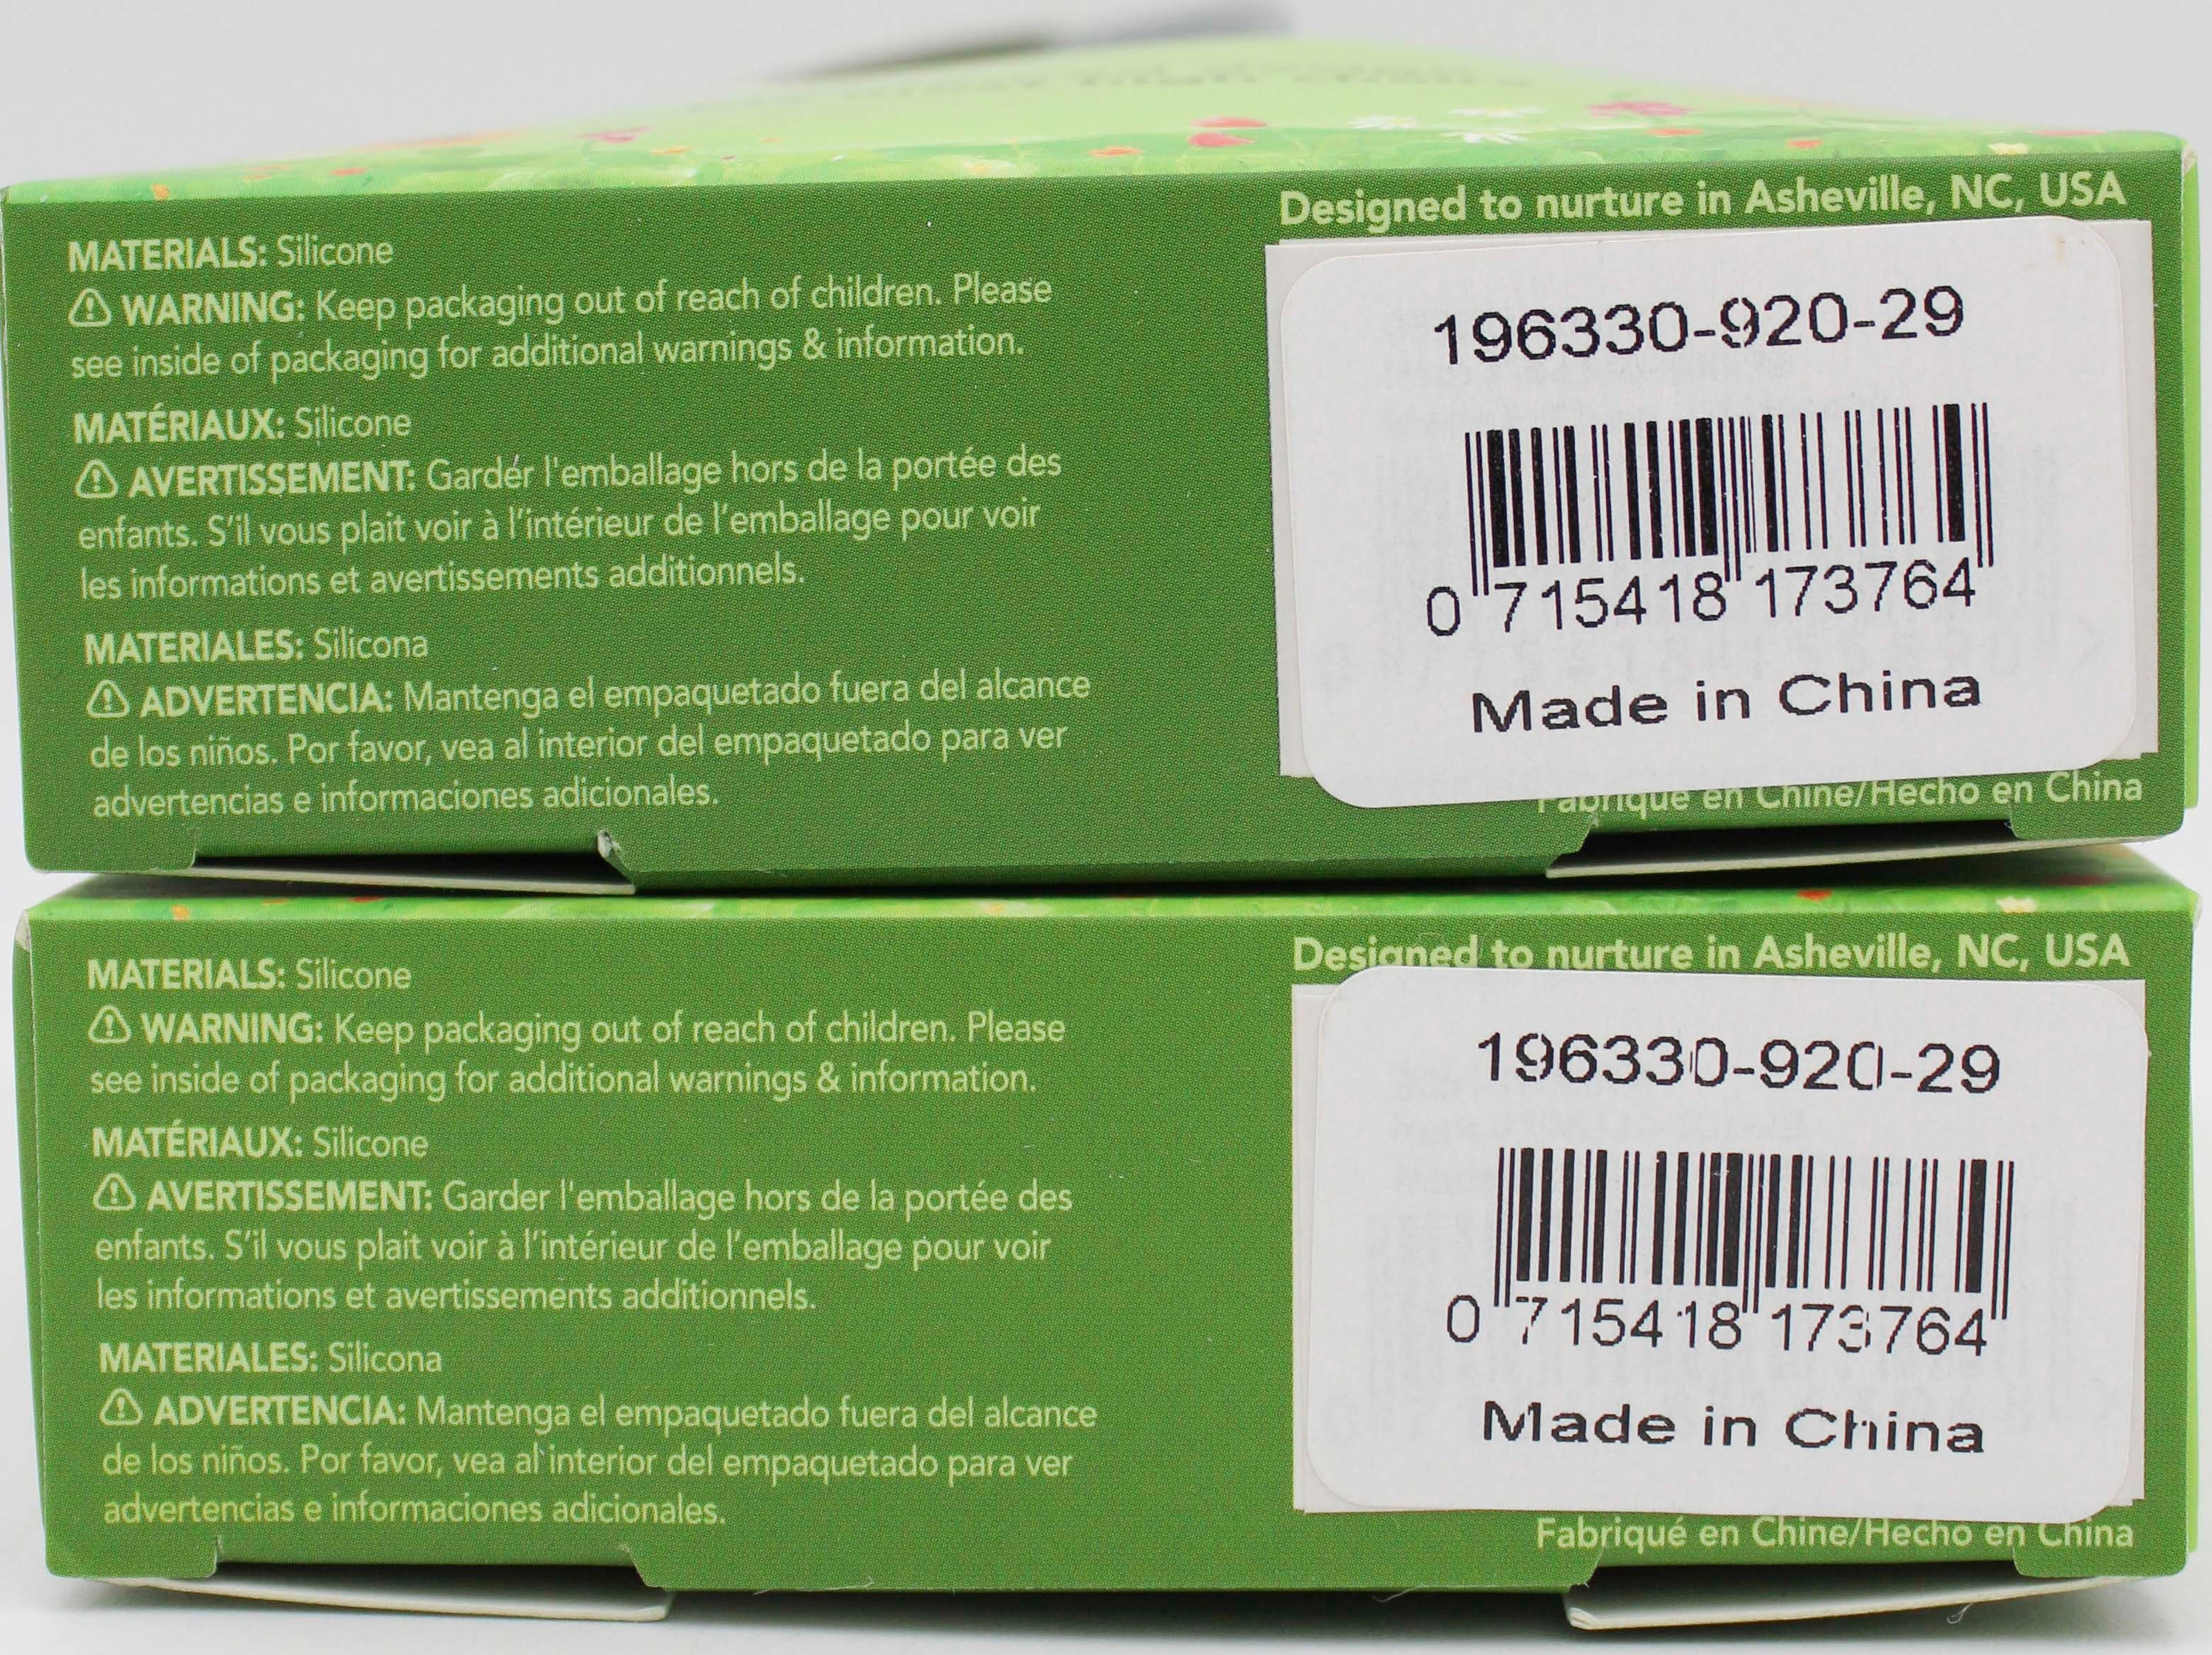 MATERIALS: Silicone
⚠ WARNING: Keep packaging out of reach of children. Please
see inside of packaging for additional warnings & information.
MATÉRIAUX: Silicone
⚠ AVERTISSEMENT: Garder l'emballage hors de la portée des
enfants. S'il vous plait voir à l'intérieur de l'emballage pour voir
les informations et avertissements additionnels.
MATERIALES: Silicona
⚠ ADVERTENCIA: Mantenga el empaquetado fuera del alcance
de los niños. Por favor, vea al interior del empaquetado para ver
advertencias e informaciones adicionales.
Designed to nurture in Asheville, NC, USA
196330-920-29
0 715418 173764
Made in China
Fabriqué en Chine/Hecho en China
MATERIALS: Silicone
⚠ WARNING: Keep packaging out of reach of children. Please
see inside of packaging for additional warnings & information.
MATÉRIAUX: Silicone
⚠ AVERTISSEMENT: Garder l'emballage hors de la portée des
enfants. S'il vous plait voir à l'intérieur de l'emballage pour voir
les informations et avertissements additionnels.
MATERIALES: Silicona
⚠ ADVERTENCIA: Mantenga el empaquetado fuera del alcance
de los niños. Por favor, vea al interior del empaquetado para ver
advertencias e informaciones adicionales.
Designed to nurture in Asheville, NC, USA
196330-920-29
0 715418 173764
Made in China
Fabriqué en Chine/Hecho en China